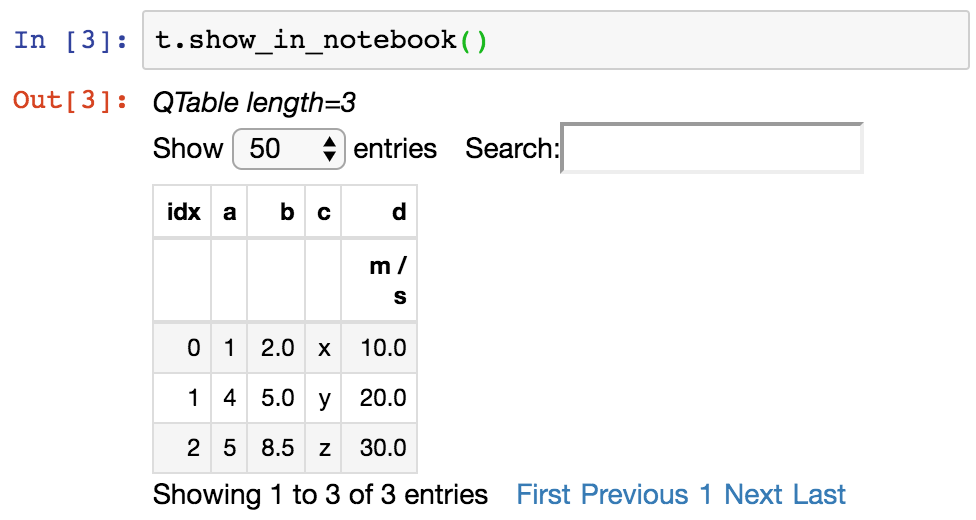 In [3]: t.show_in_notebook()
Out[3]: QTable length=3
Show 50 entries Search:
idx a b c d
m /
s
0 1 2.0 x 10.0
1 4 5.0 y 20.0
2 5 8.5 z 30.0
Showing 1 to 3 of 3 entries First Previous 1 Next Last